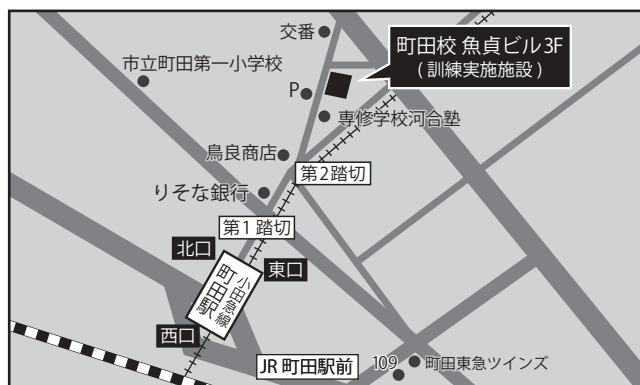 交番
町田校 魚貞ビル3F
(訓練実施施設)
市立町田第一小学校
P
専修学校河合塾
鳥良商店
第2踏切
りそな銀行
第1踏切
北口
東口
小田急線
町田駅
西口
JR 町田駅前
109
町田東急ツインズ